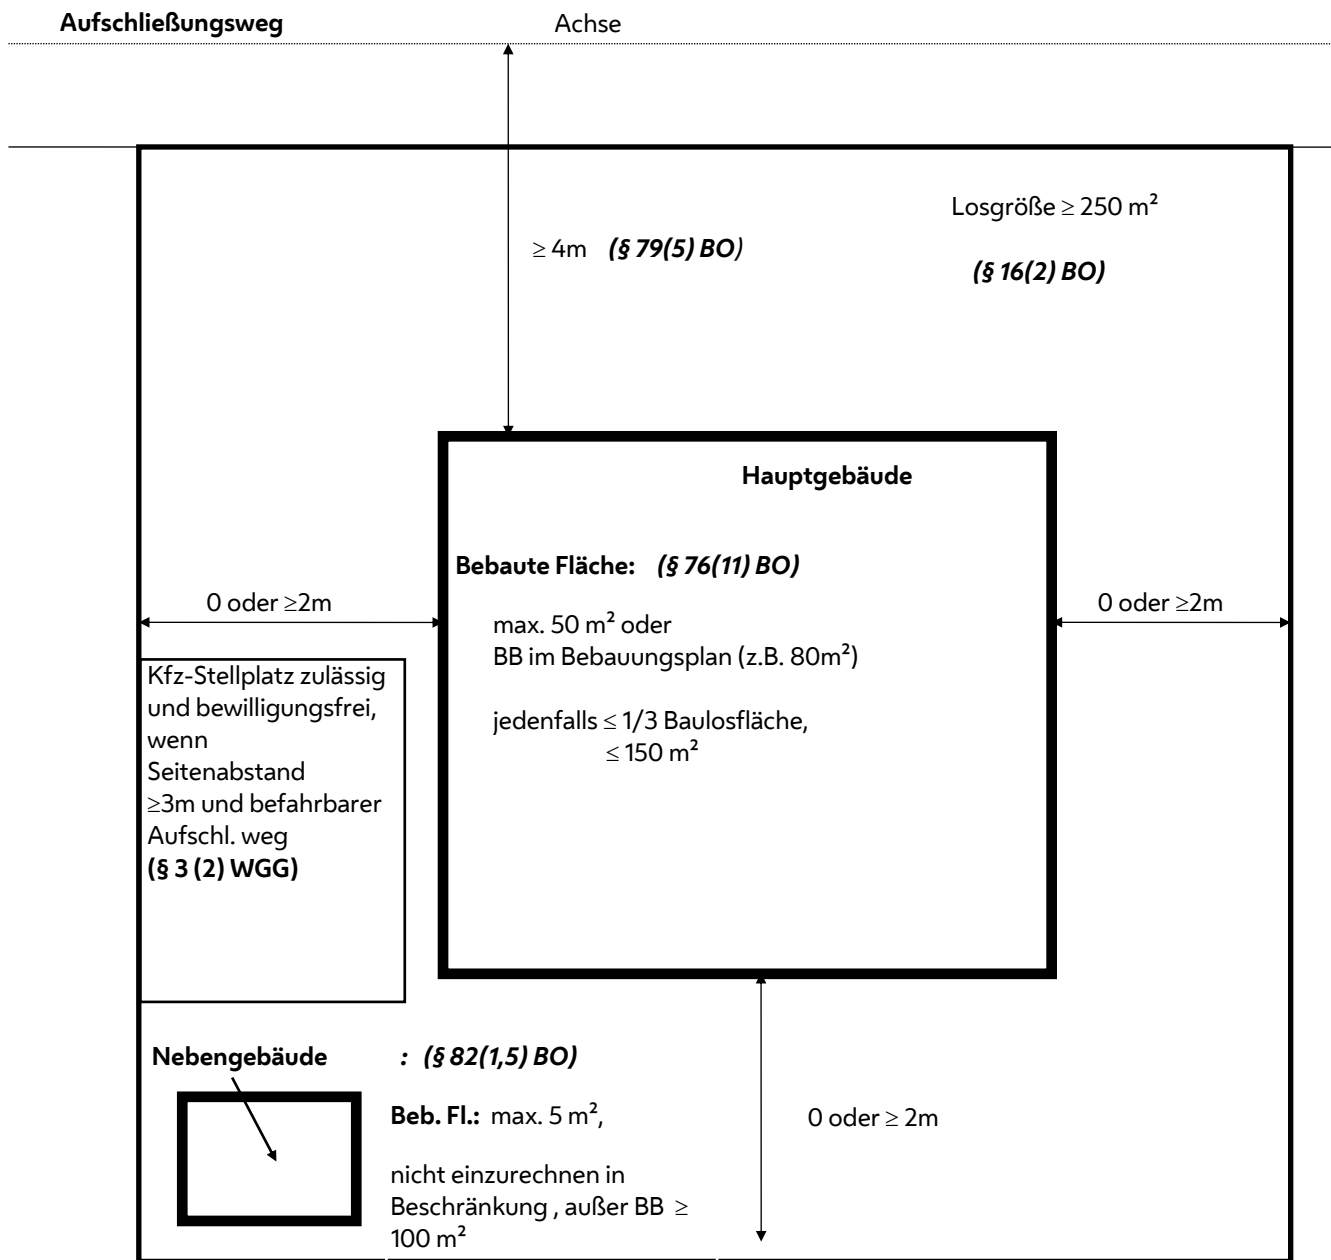 Aufschließungsweg Achse
Losgröße ≥ 250 m²
≥ 4m (§ 79(5) BO)
(§ 16(2) BO)
Hauptgebäude
Bebaute Fläche: (§ 76(11) BO)
0 oder ≥2m
0 oder ≥2m
max. 50 m² oder
BB im Bebauungsplan (z.B. 80m²)
jedenfalls ≤ 1/3 Baulosfläche,
≤ 150 m²
Kfz-Stellplatz zulässig
und bewilligungsfrei,
wenn
Seitenabstand
≥3m und befahrbarer
Aufschl. weg
(§ 3 (2) WGG)
Nebengebäude : (§ 82(1,5) BO)
Beb. Fl.: max. 5 m²,
0 oder ≥ 2m
nicht einzurechnen in
Beschränkung , außer BB ≥
100 m²